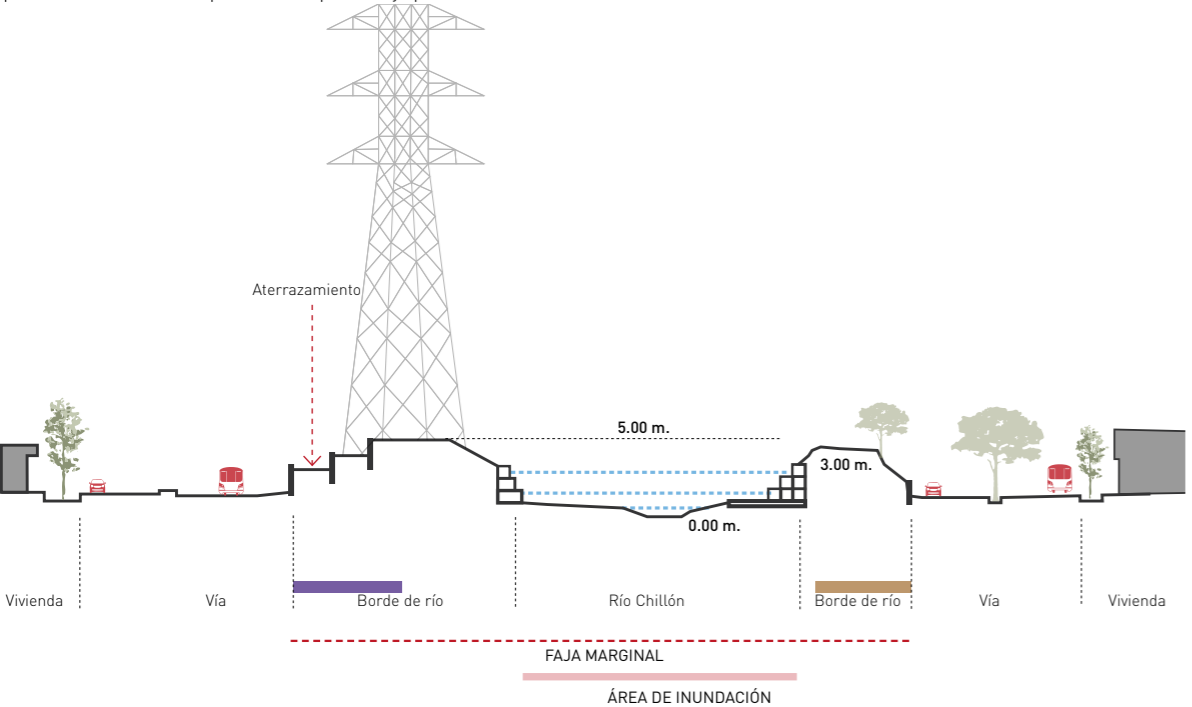 Aterrazamiento
5.00 m.
3.00 m.
0.00 m.
Vivienda
Vía
Borde de río
Río Chillón
Borde de río
Vía
Vivienda
FAJA MARGINAL
ÁREA DE INUNDACIÓN